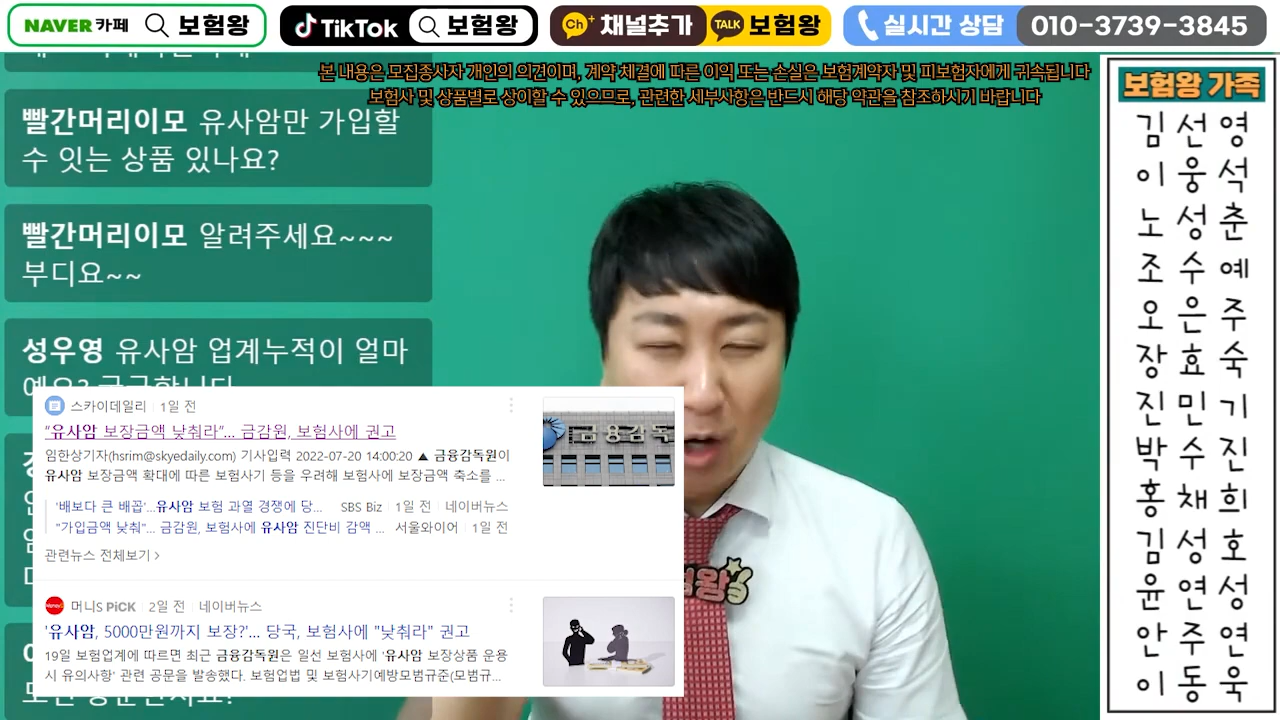 NAVER 카페 보험왕
TikTok 보험왕
Ch+ 채널추가 TALK 보험왕
실시간 상담 010-3739-3845
본 내용은 모집종사자 개인의 의견이며, 계약 체결에 따른 이익 또는 손실은 보험계약자 및 피보험자에게 귀속됩니다
보험사 및 상품별로 상이할 수 있으므로, 관련한 세부사항은 반드시 해당 약관을 참조하시기 바랍니다
빨간머리이모 유사암만 가입할
수 잇는 상품 있나요?
빨간머리이모 알려주세요~~~
부디요~~
성우영 유사암 업계누적이 얼마
스카이데일리 1일 전
"유사암 보장금액 낮춰라"... 금감원, 보험사에 권고
임한상기자(hsrim@skyedaily.com) 기사입력 2022-07-20 14:00:20 ▲ 금융감독원이
유사암 보장금액 확대에 따른 보험사기 등을 우려해 보험사에 보장금액 축소를 ...
'배보다 큰 배꼽'...유사암 보험 과열 경쟁에 당... SBS Biz 1일 전 네이버뉴스
"가입금액 낮춰"... 금감원, 보험사에 유사암 진단비 감액 ... 서울와이어 1일 전
관련뉴스 전체보기 >
금융감독
머니S PiCK 2일 전 네이버뉴스
'유사암, 5000만원까지 보장?'... 당국, 보험사에 "낮춰라" 권고
19일 보험업계에 따르면 최근 금융감독원은 일선 보험사에 '유사암 보장상품 운용
시 유의사항' 관련 공문을 발송했다. 보험업법 및 보험사기예방모범규준(모범규...
험왕
보험왕 가족
김선영
이웅석
노성춘
조수예
오은주
장효숙
진민기
박수진
홍채희
김성호
윤연성
안주연
이동욱